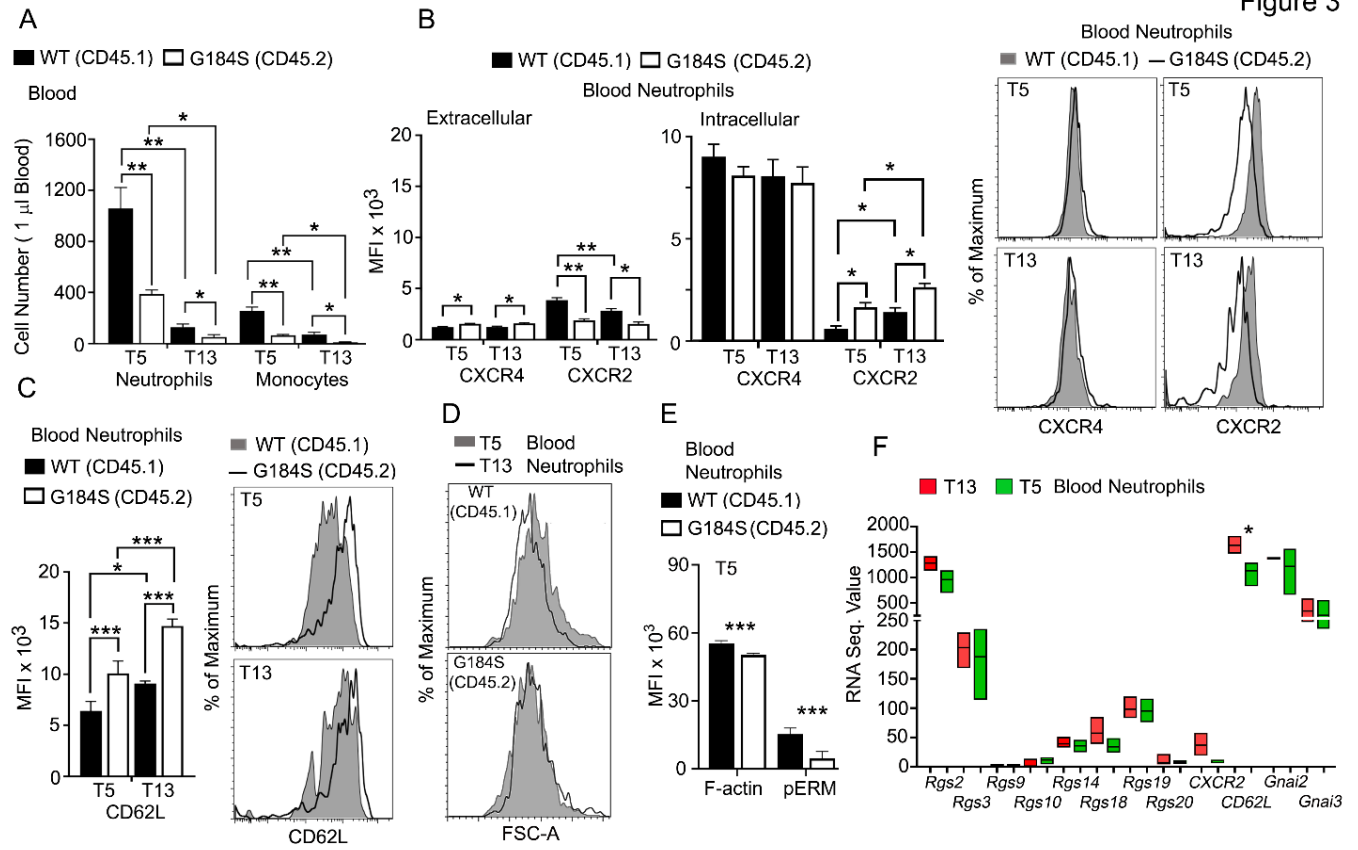 Figure 3
A
WT (CD45.1) G184S (CD45.2)
Blood
Cell Number ( 1 μl Blood)
1600
1200
800
400
0
* ** ** *
* ** ** *
T5 T13 T5 T13
Neutrophils Monocytes
B
WT (CD45.1) G184S (CD45.2)
Blood Neutrophils
Extracellular
MFI x 103
20
15
10
5
0
* * ** ** *
T5 T13 T5 T13
CXCR4 CXCR2
Intracellular
10
5
0
* * * *
T5 T13 T5 T13
CXCR4 CXCR2
Blood Neutrophils
WT (CD45.1) G184S (CD45.2)
T5 T5
T13 T13
% of Maximum
CXCR4 CXCR2
C
Blood Neutrophils
WT (CD45.1)
G184S (CD45.2)
MFI x 103
20
15
10
5
0
***
*
***
***
T5 T13
CD62L
WT (CD45.1)
G184S (CD45.2)
T5
T13
% of Maximum
CD62L
D
T5 Blood
T13 Neutrophils
WT
(CD45.1)
G184S
(CD45.2)
% of Maximum
FSC-A
E
Blood
Neutrophils
WT (CD45.1)
G184S (CD45.2)
T5
MFI x 103
90
60
30
0
***
***
F-actin pERM
F
T13 T5 Blood Neutrophils
RNA Seq. Value
2000
1500
1000
500
250
200
150
100
50
0
*
Rgs2 Rgs9 Rgs14 Rgs19 CXCR2 Gnai2
Rgs3 Rgs10 Rgs18 Rgs20 CD62L Gnai3